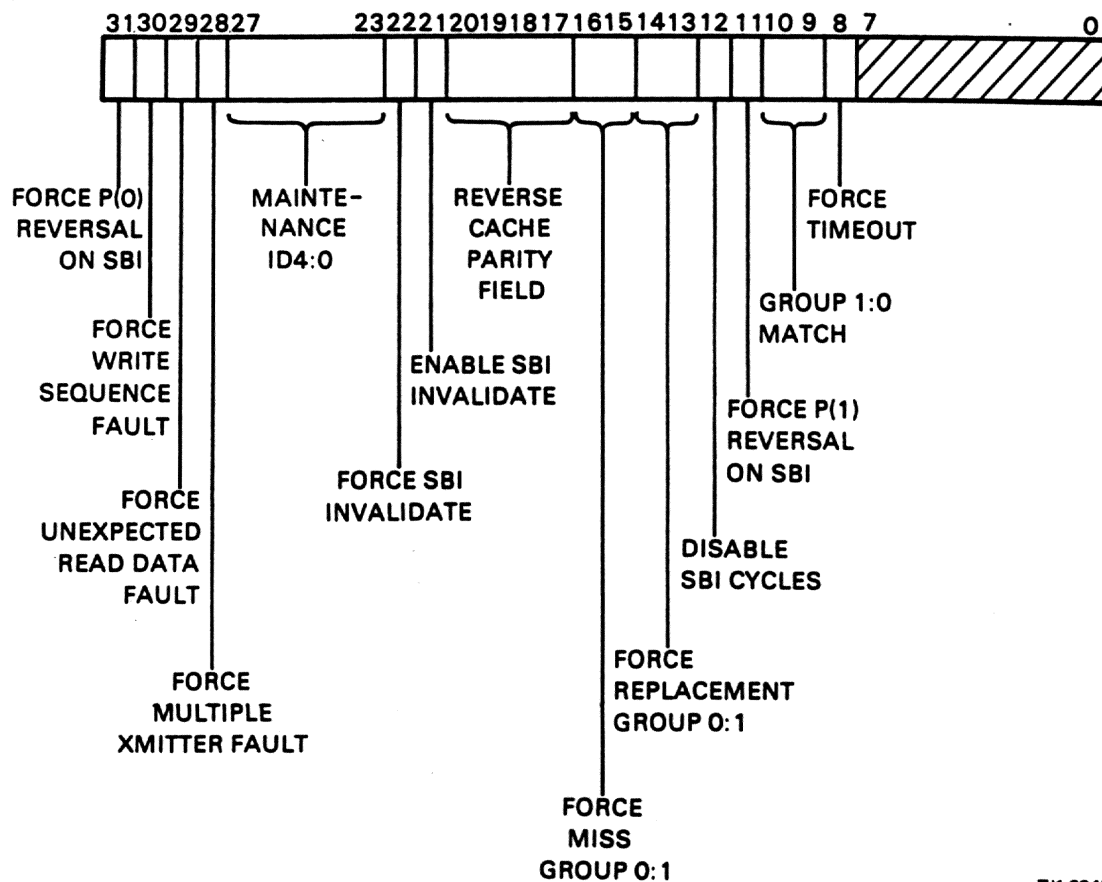 31 30 29 28 27 23 22 21 20 19 18 17 16 15 14 13 12 11 10 9 8 7 0
FORCE P(0)
REVERSAL
ON SBI
FORCE
WRITE
SEQUENCE
FAULT
FORCE
UNEXPECTED
READ DATA
FAULT
FORCE
MULTIPLE
XMITTER FAULT
MAINTE-
NANCE
ID4:0
FORCE SBI
INVALIDATE
ENABLE SBI
INVALIDATE
REVERSE
CACHE
PARITY
FIELD
FORCE
MISS
GROUP 0:1
FORCE
REPLACEMENT
GROUP 0:1
DISABLE
SBI CYCLES
FORCE P(1)
REVERSAL
ON SBI
GROUP 1:0
MATCH
FORCE
TIMEOUT